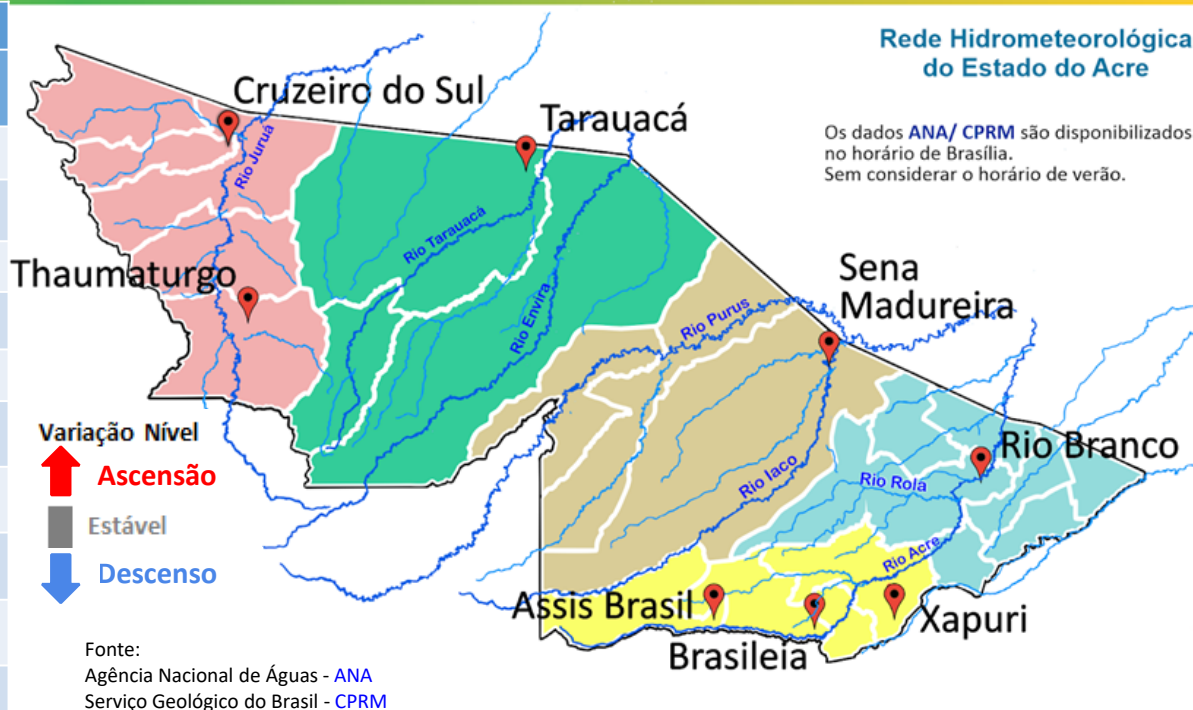 Rede Hidrometeorológica
do Estado do Acre
Os dados ANA/ CPRM são disponibilizados
no horário de Brasília.
Sem considerar o horário de verão.
Cruzeiro do Sul
Tarauacá
Rio Juruá
Rio Tarauacá
Thaumaturgo
Rio Envira
Sena
Madureira
Rio Purus
Variação Nível
Ascensão
Estável
Descenso
Rio Branco
Rio Iaco
Rio Rola
Rio Acre
Assis Brasil
Xapuri
Brasileia
Fonte:
Agência Nacional de Águas - ANA
Serviço Geológico do Brasil - CPRM